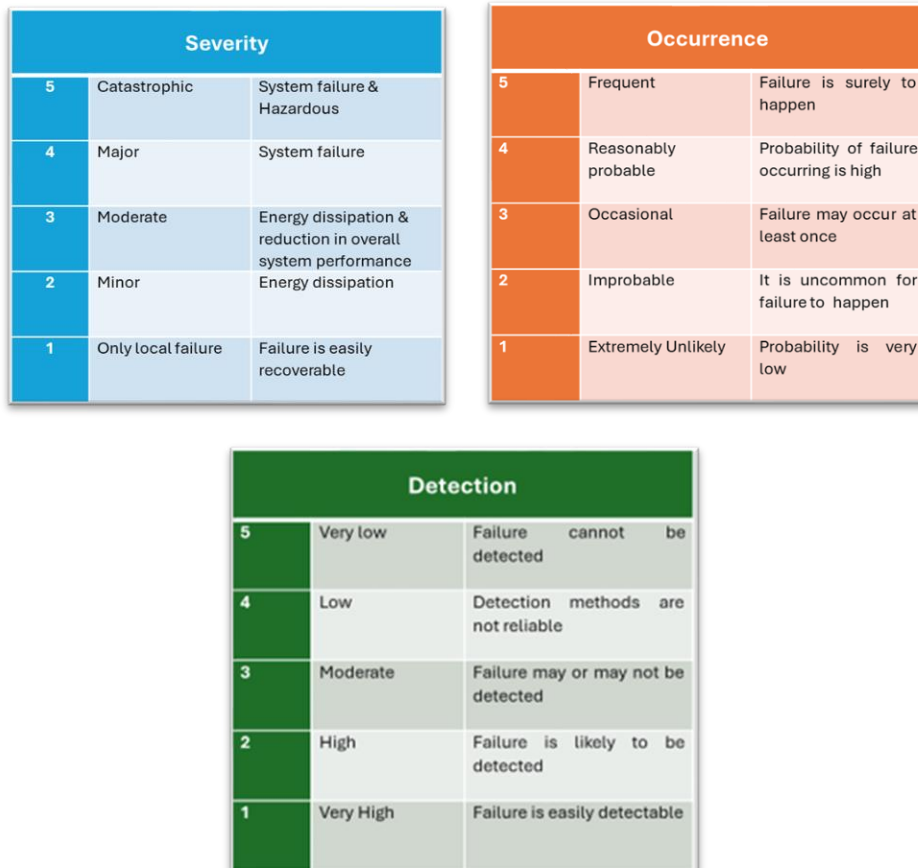 Severity
5 Catastrophic System failure &
Hazardous
4 Major System failure
3 Moderate Energy dissipation &
reduction in overall
system performance
2 Minor Energy dissipation
1 Only local failure Failure is easily
recoverable
Occurrence
5 Frequent Failure is surely to
happen
4 Reasonably Probability of failure
probable occurring is high
3 Occasional Failure may occur at
least once
2 Improbable It is uncommon for
failure to happen
1 Extremely Unlikely Probability is very
low
Detection
5 Very low Failure cannot be
detected
4 Low Detection methods are
not reliable
3 Moderate Failure may or may not be
detected
2 High Failure is likely to be
detected
1 Very High Failure is easily detectable